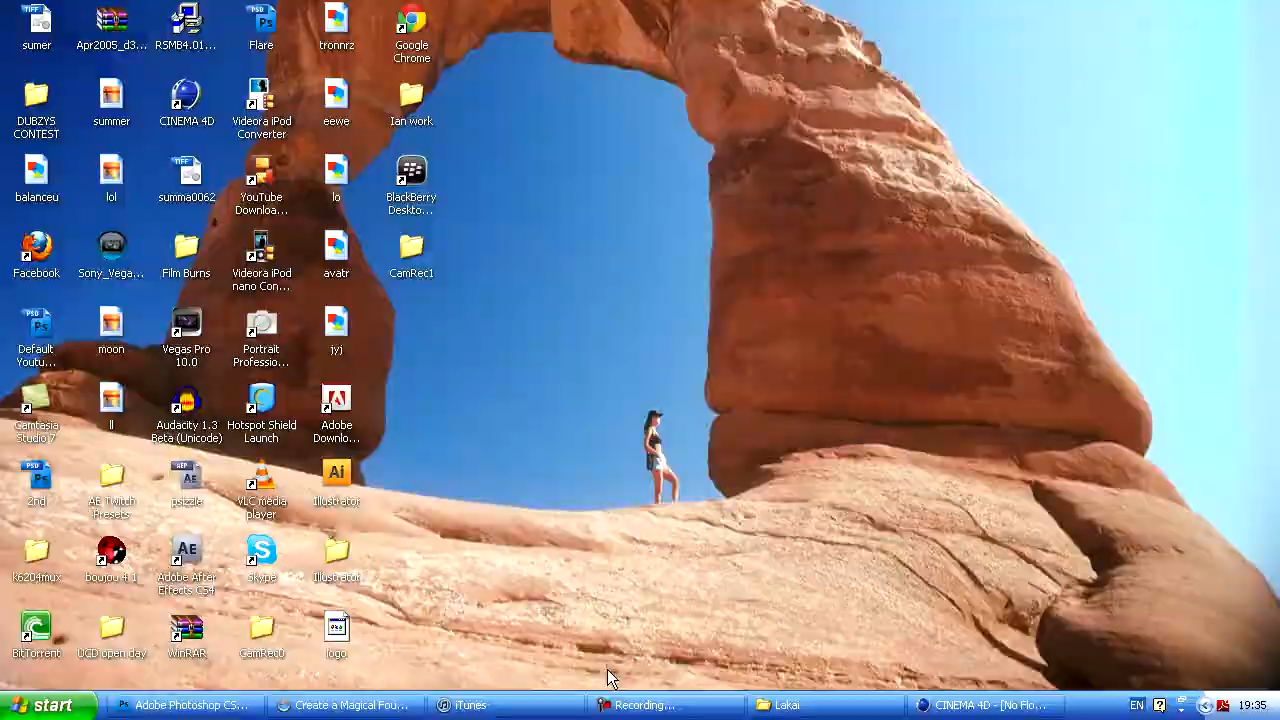 sumer
Apr2005_d3...
RSMB4.01...
Flare
tronnrz
Google
Chrome
DUBZYS
CONTEST
summer
CINEMA 4D
Videora iPod
Converter
eewe
Ian work
balanceu
lol
summa0062
YouTube
Downloa...
lo
BlackBerry
Deskto...
Facebook
Sony_Vega...
Film Burns
Videora iPod
nano Con...
avatr
CamRec1
Default
Youtu...
moon
Vegas Pro
10.0
Portrait
Professio...
jyj
Camtasia
Studio 7
ll
Audacity 1.3
Beta (Unicode)
Hotspot Shield
Launch
Adobe
Downlo...
2nd
AE Twitch
Presets
pstzzle
VLC media
player
Illustrator
k6204mux
boujou 4.1
Adobe After
Effects CS4
Skype
Illustrator
BitTorrent
UCD open day
WinRAR
CamRec0
logo
start
Adobe Photoshop CS...
Create a Magical Fou...
iTunes
Recording...
Lakai
CINEMA 4D - [No Flo...
EN
19:35